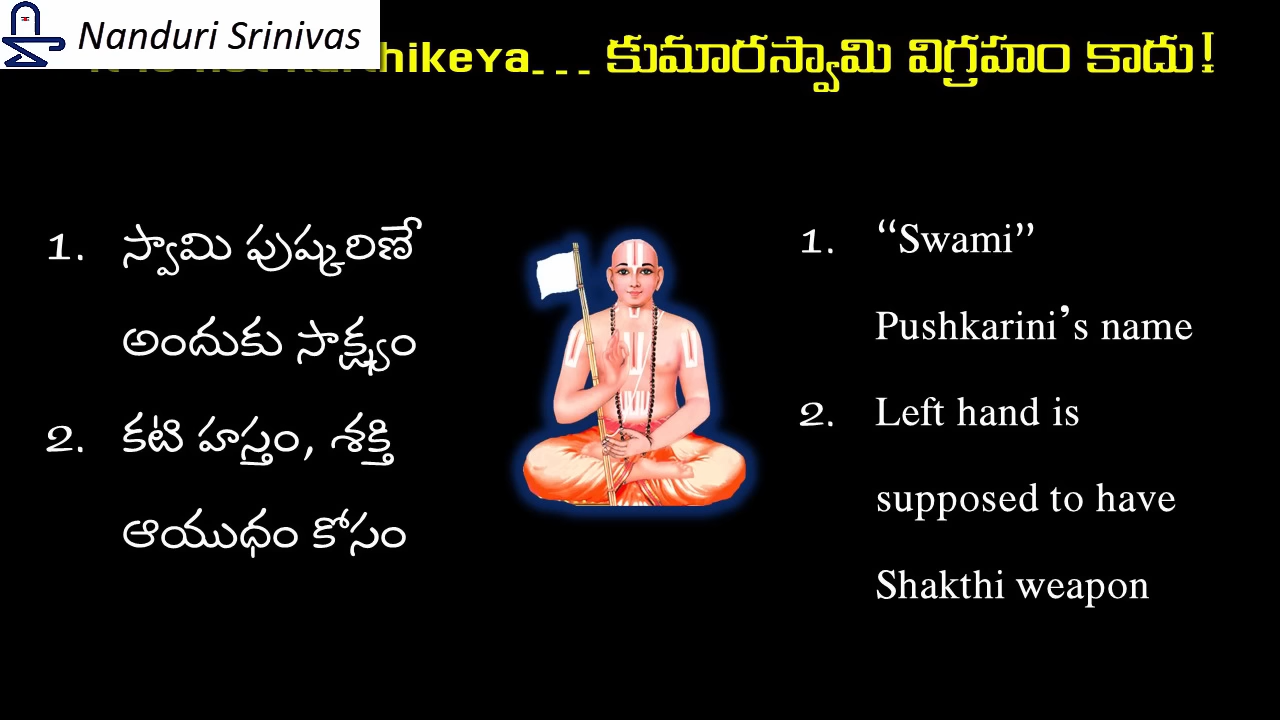 Nanduri Srinivas
Karthikeya... కుమారస్వామి విగ్రహం కాదు!
1. స్వామి పుష్కరిణే
అందుకు సాక్ష్యం
2. కటి హస్తం, శక్తి
ఆయుధం కోసం
1. “Swami”
Pushkarini’s name
2. Left hand is
supposed to have
Shakthi weapon